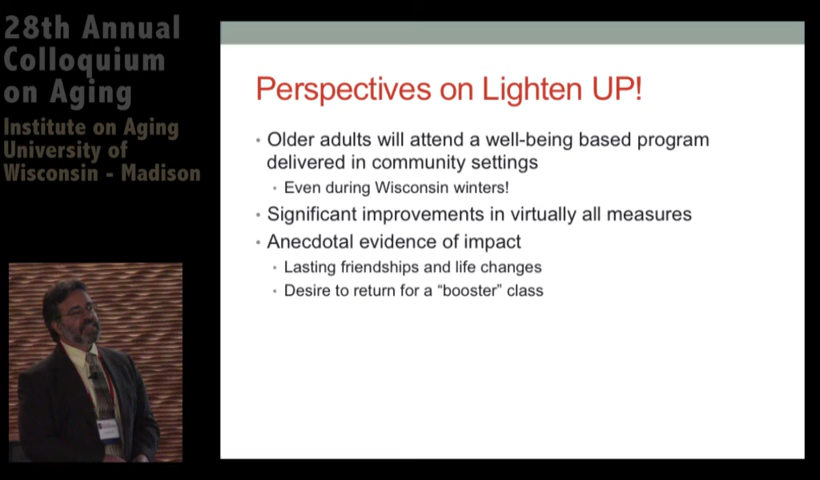 28th Annual
Colloquium
on Aging
Institute on Aging
University of
Wisconsin - Madison
Perspectives on Lighten UP!
• Older adults will attend a well-being based program
delivered in community settings
• Even during Wisconsin winters!
• Significant improvements in virtually all measures
• Anecdotal evidence of impact
• Lasting friendships and life changes
• Desire to return for a “booster” class